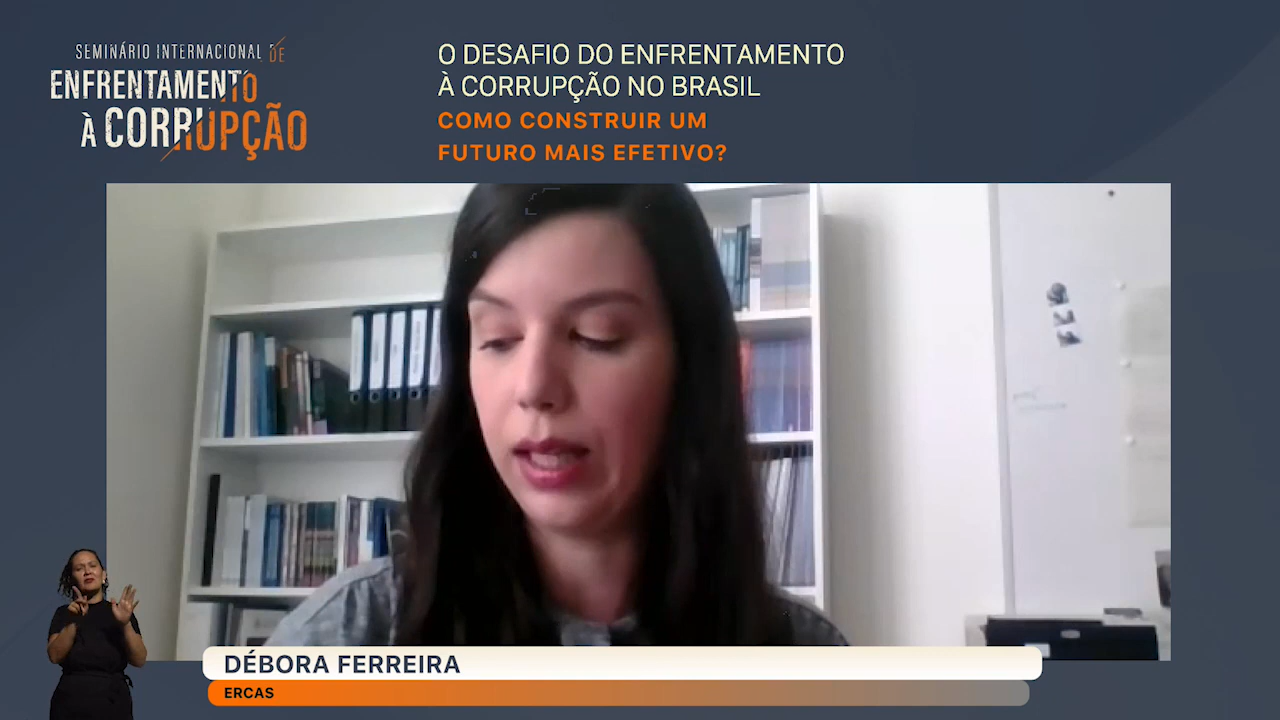 SEMINÁRIO INTERNACIONAL DE
ENFRENTAMENTO
À CORRUPÇÃO
O DESAFIO DO ENFRENTAMENTO
À CORRUPÇÃO NO BRASIL
COMO CONSTRUIR UM
FUTURO MAIS EFETIVO?
DÉBORA FERREIRA
ERCAS